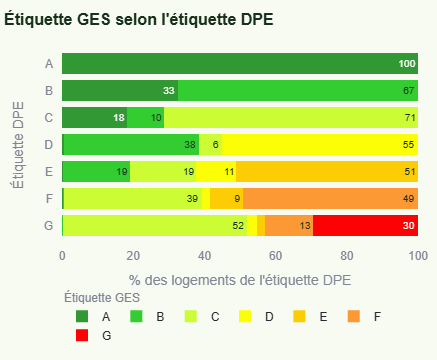 Étiquette GES selon l'étiquette DPE
Étiquette DPE
A 100
B 33 67
C 18 10 71
D 38 6 55
E 19 19 11 51
F 39 9 49
G 52 13 30
0 20 40 60 80 100
% des logements de l'étiquette DPE
Étiquette GES
A B C D E F
G